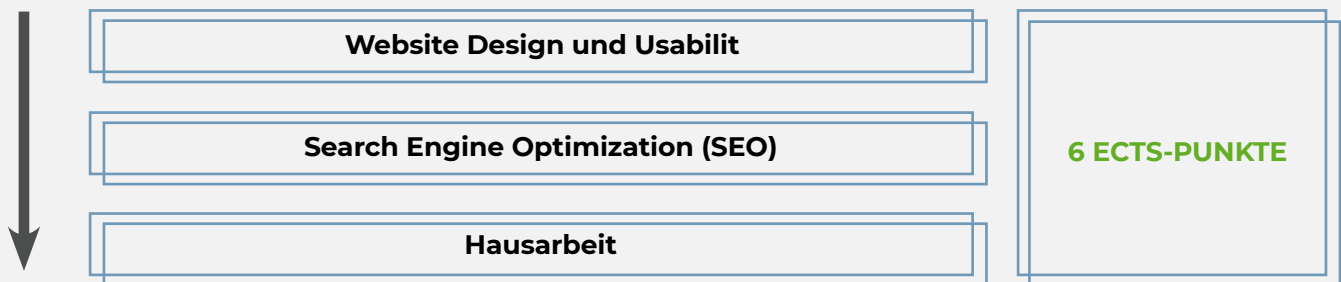 Website Design und Usabilit
Search Engine Optimization (SEO)
6 ECTS-PUNKTE
Hausarbeit